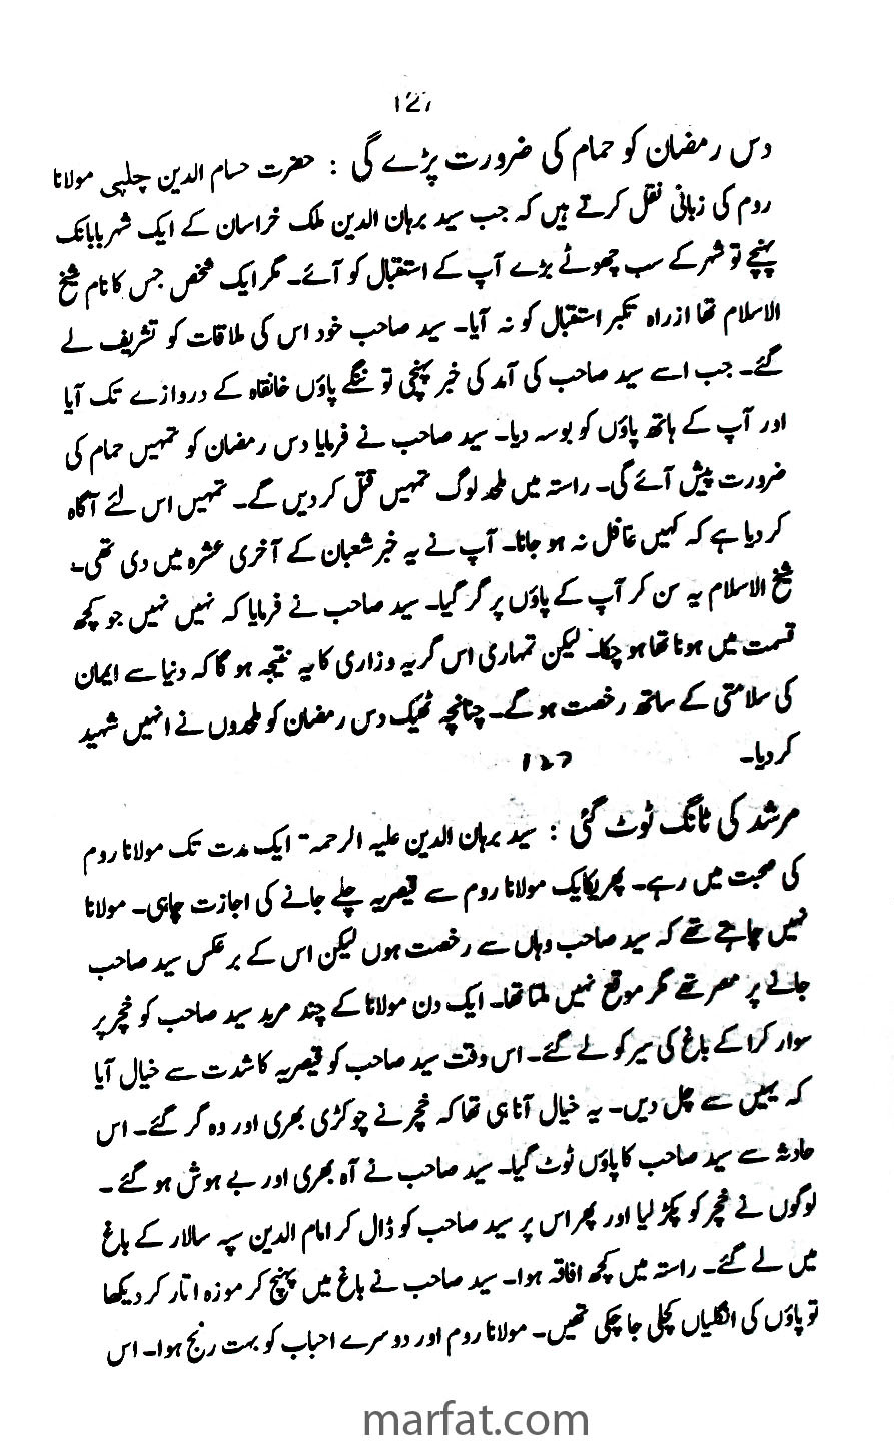 127
دس رمضان کو حمام کی ضرورت پڑے گی : حضرت حسام الدین چلپی مولانا
روم کی زبانی نقل کرتے ہیں کہ جب سید برہان الدین ملک خراسان کے ایک شہر بابانک
پہنچے تو شہر کے سب چھوٹے بڑے آپ کے استقبال کو آئے۔ مگر ایک شخص جس کا نام شیخ
الاسلام تھا ازراہ تکبر استقبال کو نہ آیا۔ سید صاحب خود اس کی ملاقات کو تشریف لے
گئے۔ جب اسے سید صاحب کی آمد کی خبر پہنچی تو ننگے پاؤں خانقاہ کے دروازے تک آیا
اور آپ کے ہاتھ پاؤں کو بوسہ دیا۔ سید صاحب نے فرمایا دس رمضان کو تمہیں حمام کی
ضرورت پیش آئے گی۔ راستہ میں ملحد لوگ تمہیں قتل کر دیں گے۔ تمہیں اس لئے آگاہ
کر دیا ہے کہ کہیں غافل نہ ہو جانا۔ آپ نے یہ خبر شعبان کے آخری عشرہ میں دی تھی۔
شیخ الاسلام یہ سن کر آپ کے پاؤں پر گر گیا۔ سید صاحب نے فرمایا کہ نہیں نہیں جو کچھ
قسمت میں ہونا تھا ہو چکا۔ لیکن تمہاری اس گریہ وزاری کا یہ نتیجہ ہو گا کہ دنیا سے ایمان
کی سلامتی کے ساتھ رخصت ہو گے۔ چنانچہ ٹھیک دس رمضان کو ملحدوں نے انہیں شہید
کر دیا۔
مرشد کی ٹانگ ٹوٹ گئی : سید برہان الدین علیہ الرحمہ ایک مدت تک مولانا روم
کی صحبت میں رہے۔ پھر یکایک مولانا روم سے قیصریہ چلے جانے کی اجازت چاہی۔ مولانا
نہیں چاہتے تھے کہ سید صاحب وہاں سے رخصت ہوں لیکن اس کے برعکس سید صاحب
جانے پر مصر تھے مگر موقع نہیں ملتا تھا۔ ایک دن مولانا کے چند مرید سید صاحب کو خچر پر
سوار کرا کے باغ کی سیر کو لے گئے۔ اس وقت سید صاحب کو قیصریہ کا شدت سے خیال آیا
کہ یہیں سے چل دیں۔ یہ خیال آنا ہی تھا کہ خچر نے چوکڑی بھری اور وہ گر گئے۔ اس
حادثہ سے سید صاحب کا پاؤں ٹوٹ گیا۔ سید صاحب نے آہ بھری اور بے ہوش ہو گئے۔
لوگوں نے خچر کو پکڑ لیا اور پھر اس پر سید صاحب کو ڈال کر امام الدین سپہ سالار کے باغ
میں لے گئے۔ راستہ میں کچھ افاقہ ہوا۔ سید صاحب نے باغ میں پہنچ کر موزہ اتار کر دیکھا
تو پاؤں کی انگلیاں کچلی جا چکی تھیں۔ مولانا روم اور دوسرے احباب کو بہت رنج ہوا۔ اس
marfat.com